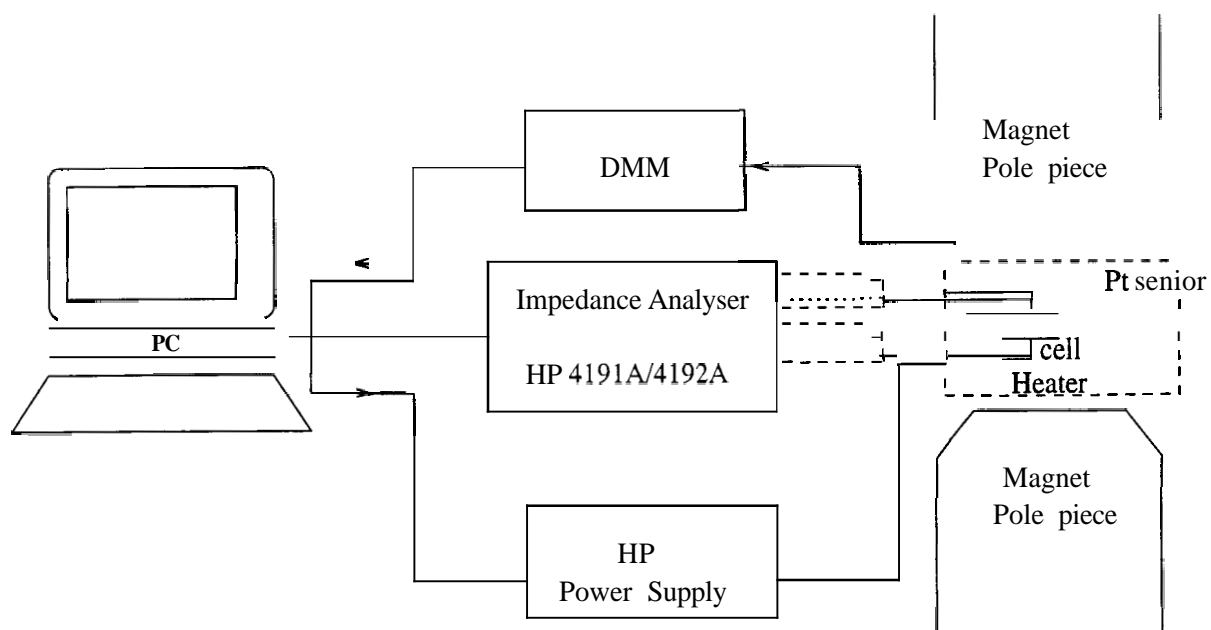 Magnet
Pole piece
DMM
Pt senior
Impedance Analyser
PC
cell
HP 4191A/4192A
Heater
Magnet
Pole piece
HP
Power Supply